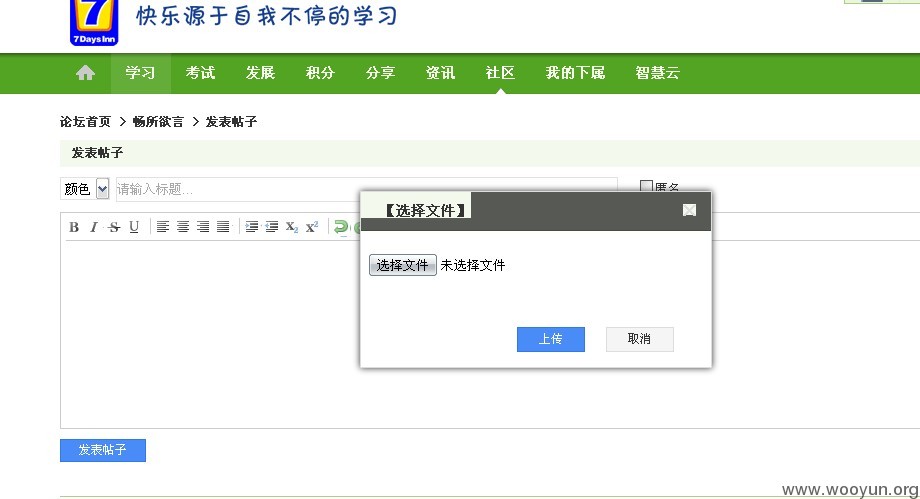 7
7DaysInn
快乐源于自我不停的学习
学习 考试 发展 积分 分享 资讯 社区 我的下属 智慧云
论坛首页 > 畅所欲言 > 发表帖子
发表帖子
颜色 请输入标题... 匿名
【选择文件】
B I S U X2 X²
选择文件 未选择文件
上传 取消
发表帖子
www.wooyun.org